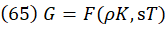 (65) G = F(ρK, sT)